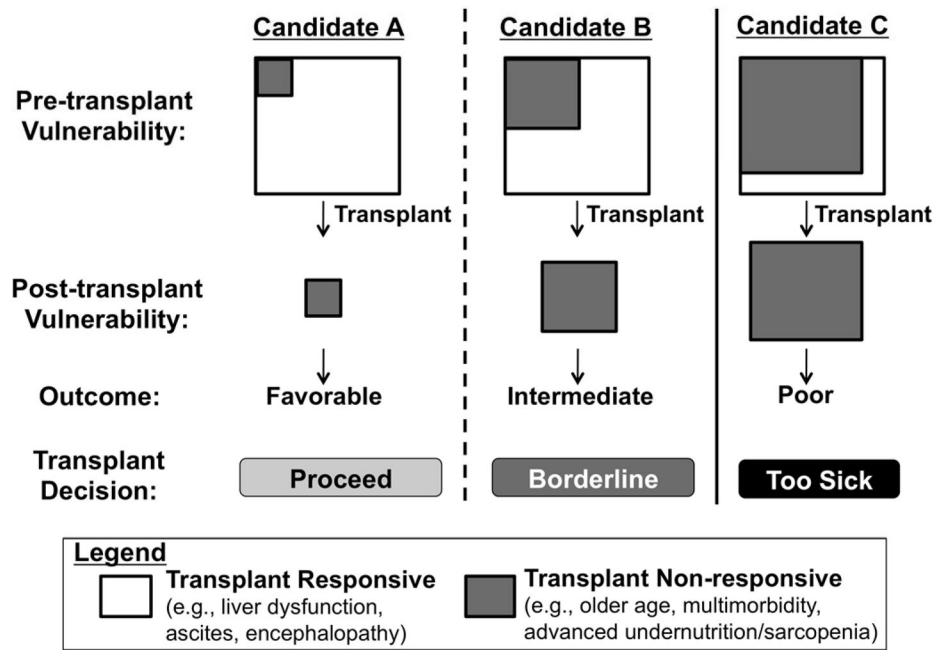 Candidate A
Candidate B
Candidate C
Pre-transplant
Vulnerability:
Transplant
Transplant
Transplant
Post-transplant
Vulnerability:
Outcome:
Favorable
Intermediate
Poor
Transplant
Decision:
Proceed
Borderline
Too Sick
Legend
Transplant Responsive
(e.g., liver dysfunction,
ascites, encephalopathy)
Transplant Non-responsive
(e.g., older age, multimorbidity,
advanced undernutrition/sarcopenia)